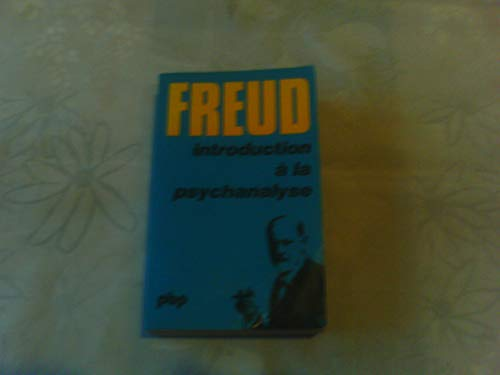 FREUD
introduction
à la
psychanalyse
pbp